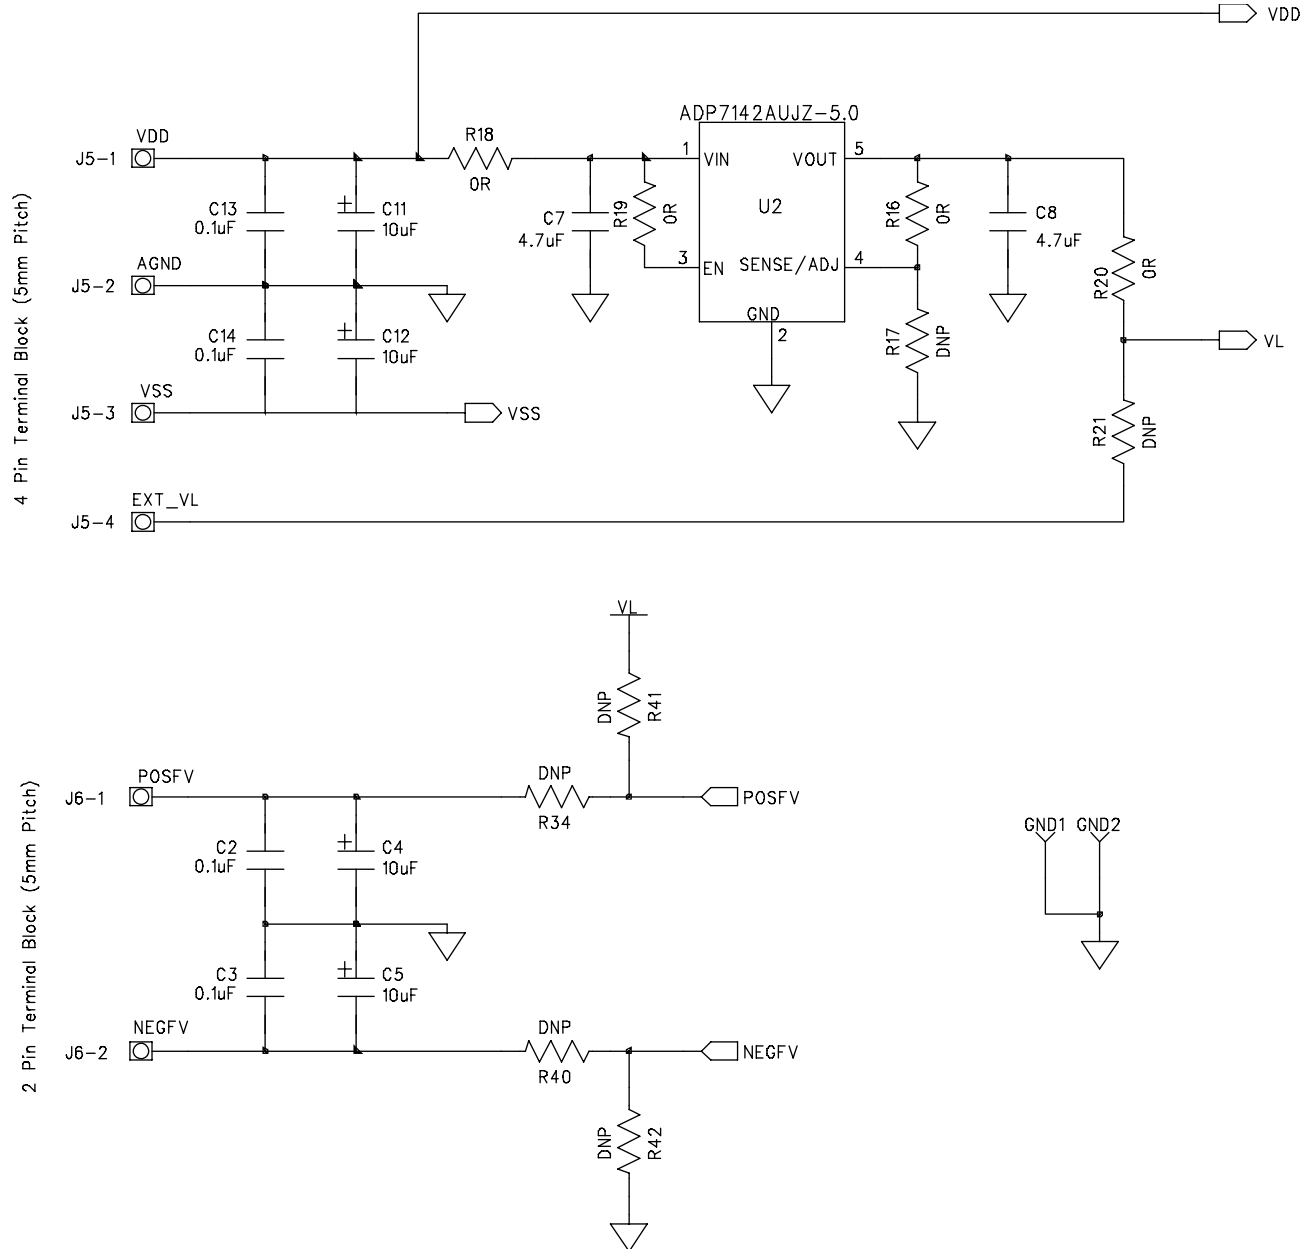 VDD
ADP7142AUJZ-5.0
VDD
J5-1
R18
0R
1
VIN
VOUT
5
C13
0.1uF
C11
10uF
C7
4.7uF
R19
0R
U2
R16
0R
C8
4.7uF
3
EN
SENSE/ADJ
4
AGND
J5-2
R20
0R
GND
2
C14
0.1uF
C12
10uF
R17
DNP
VL
VSS
J5-3
VSS
R21
DNP
EXT_VL
J5-4
4 Pin Terminal Block (5mm Pitch)
VL
DNP
R41
POSFV
J6-1
DNP
R34
POSFV
C2
0.1uF
C4
10uF
GND1
GND2
C3
0.1uF
C5
10uF
NEGFV
J6-2
DNP
R40
NEGFV
DNP
R42
2 Pin Terminal Block (5mm Pitch)